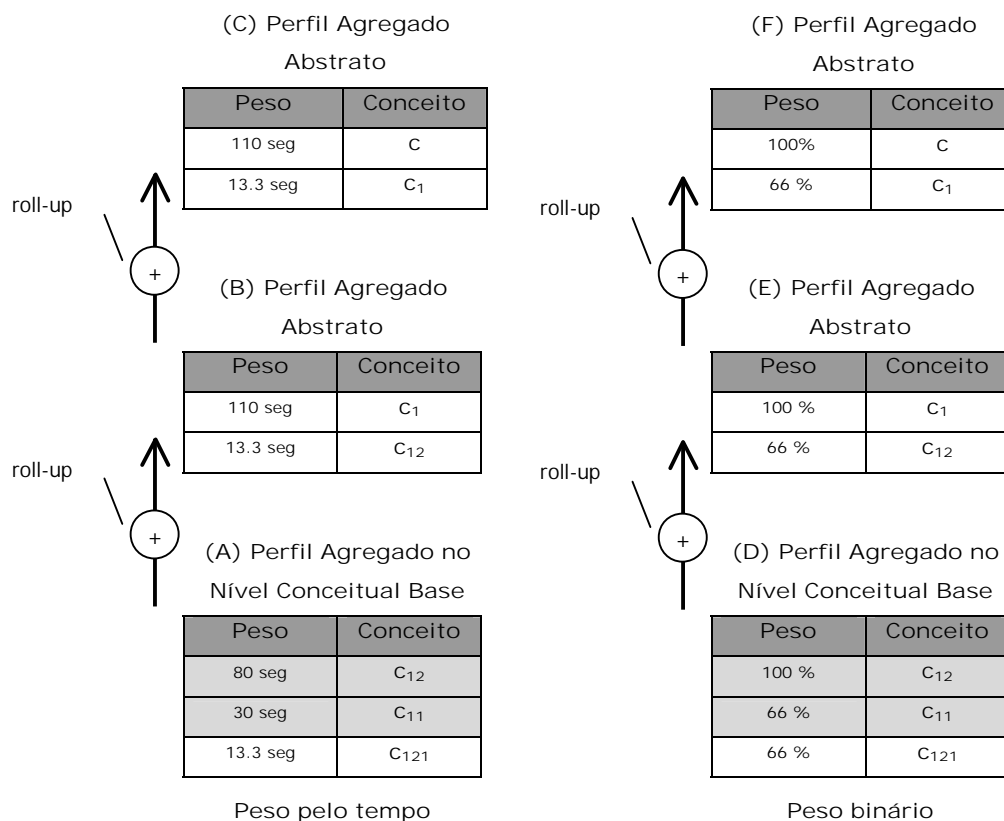 (C) Perfil Agregado
Abstrato
Peso Conceito
110 seg C
13.3 seg C1
roll-up
+
(B) Perfil Agregado
Abstrato
Peso Conceito
110 seg C1
13.3 seg C12
roll-up
+
(A) Perfil Agregado no
Nível Conceitual Base
Peso Conceito
80 seg C12
30 seg C11
13.3 seg C121
Peso pelo tempo
(F) Perfil Agregado
Abstrato
Peso Conceito
100% C
66 % C1
roll-up
+
(E) Perfil Agregado
Abstrato
Peso Conceito
100 % C1
66 % C12
roll-up
+
(D) Perfil Agregado no
Nível Conceitual Base
Peso Conceito
100 % C12
66 % C11
66 % C121
Peso binário